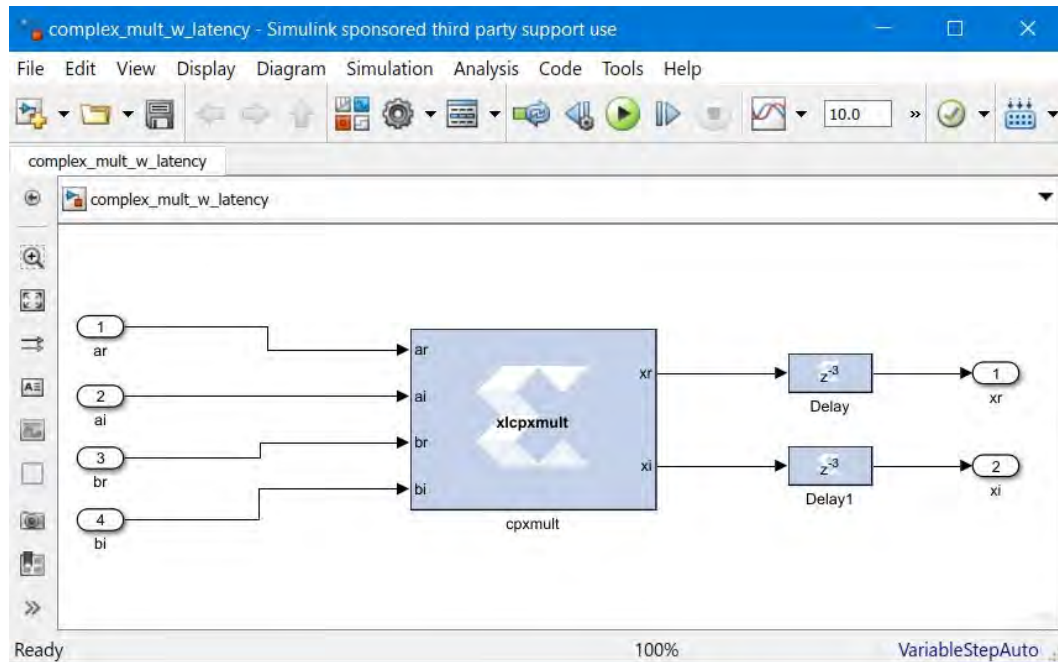 complex_mult_w_latency - Simulink sponsored third party support use
File Edit View Display Diagram Simulation Analysis Code Tools Help
10.0 »
complex_mult_w_latency
complex_mult_w_latency
1
ar
2
ai
3
br
4
bi
ar
ai
br
bi
xlcpxmult
xr
xi
cpxmult
z-3
Delay
z-3
Delay1
1
xr
2
xi
»
Ready 100% VariableStepAuto